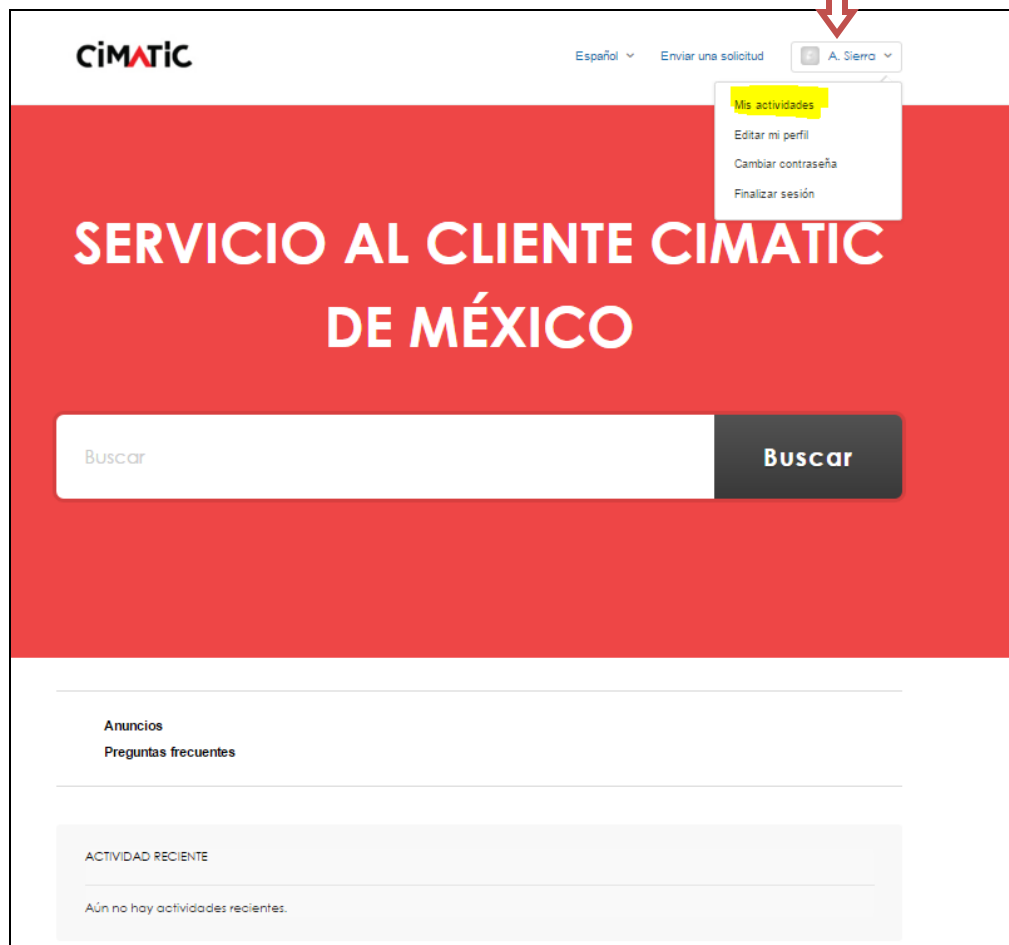 CiMATiC
Español Enviar una solicitud A. Sierra
Mis actividades
Editar mi perfil
Cambiar contraseña
Finalizar sesión
SERVICIO AL CLIENTE CIMATIC
DE MÉXICO
Buscar Buscar
Anuncios
Preguntas frecuentes
ACTIVIDAD RECIENTE
Aún no hay actividades recientes.